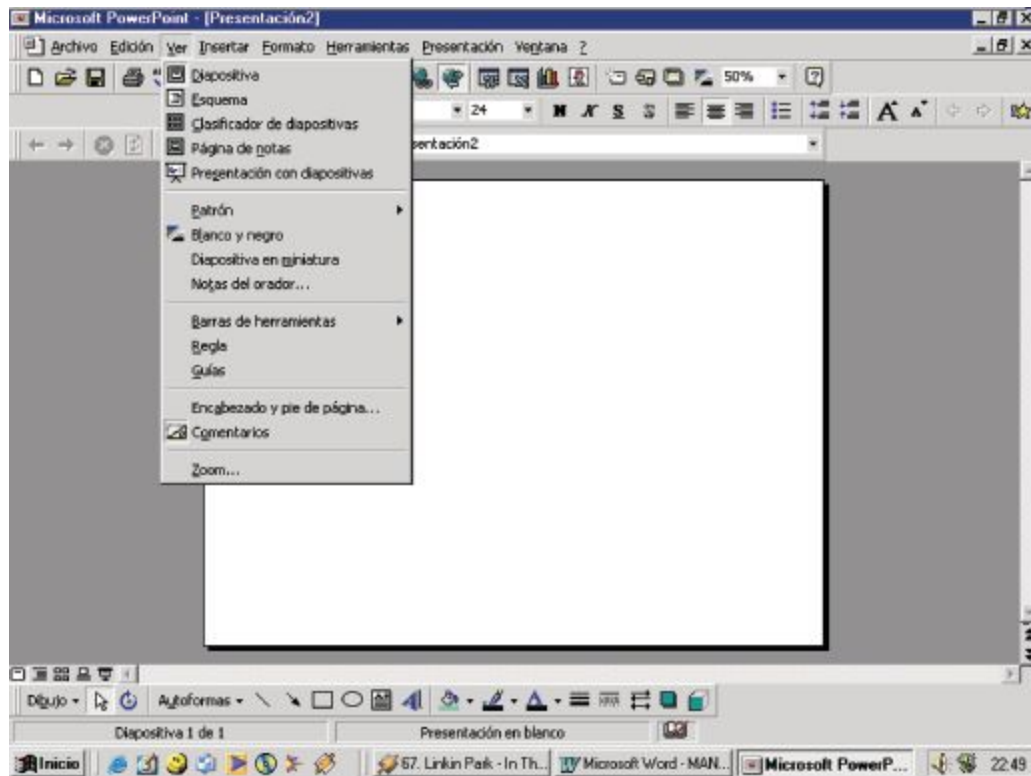 Microsoft PowerPoint - [Presentación2]
Archivo Edición Ver Insertar Formato Herramientas Presentación Ventana ?
50%
24
N K S S A A
sentación2
Diapositiva
Esquema
Clasificador de diapositivas
Página de notas
Presentación con diapositivas
Patrón
Blanco y negro
Diapositiva en miniatura
Notas del orador...
Barras de herramientas
Regla
Guías
Encabezado y pie de página...
Comentarios
Zoom...
Dibujo Autoformas
Diapositiva 1 de 1 Presentación en blanco
Inicio 67. Linkin Park - In Th... Microsoft Word - MAN... Microsoft PowerP... 22:49